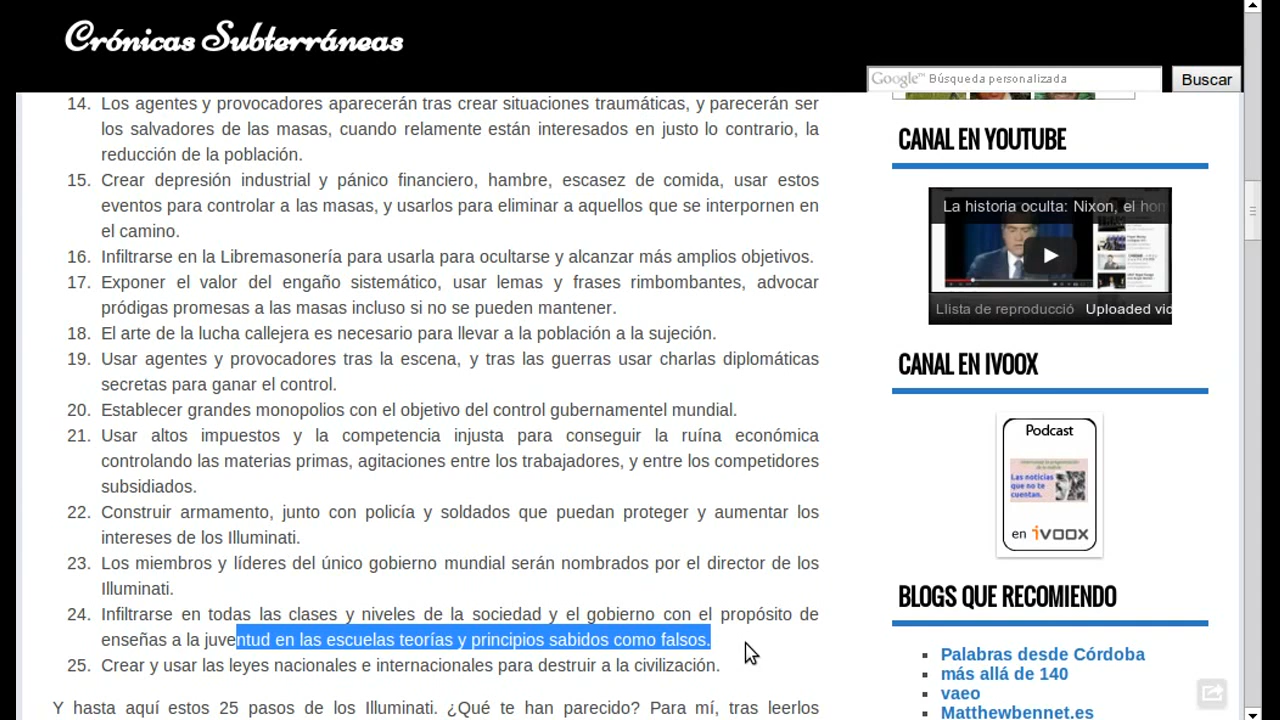 Crónicas Subterráneas
Google™ Búsqueda personalizada
Buscar
14. Los agentes y provocadores aparecerán tras crear situaciones traumáticas, y parecerán ser
los salvadores de las masas, cuando relamente están interesados en justo lo contrario, la
reducción de la población.
15. Crear depresión industrial y pánico financiero, hambre, escasez de comida, usar estos
eventos para controlar a las masas, y usarlos para eliminar a aquellos que se interpornen en
el camino.
16. Infiltrarse en la Libremasonería para usarla para ocultarse y alcanzar más amplios objetivos.
17. Exponer el valor del engaño sistemático, usar lemas y frases rimbombantes, advocar
pródigas promesas a las masas incluso si no se pueden mantener.
18. El arte de la lucha callejera es necesario para llevar a la población a la sujeción.
19. Usar agentes y provocadores tras la escena, y tras las guerras usar charlas diplomáticas
secretas para ganar el control.
20. Establecer grandes monopolios con el objetivo del control gubernamentel mundial.
21. Usar altos impuestos y la competencia injusta para conseguir la ruína económica
controlando las materias primas, agitaciones entre los trabajadores, y entre los competidores
subsidiados.
22. Construir armamento, junto con policía y soldados que puedan proteger y aumentar los
intereses de los Illuminati.
23. Los miembros y líderes del único gobierno mundial serán nombrados por el director de los
Illuminati.
24. Infiltrarse en todas las clases y niveles de la sociedad y el gobierno con el propósito de
enseñas a la juventud en las escuelas teorías y principios sabidos como falsos.
25. Crear y usar las leyes nacionales e internacionales para destruir a la civilización.
Y hasta aquí estos 25 pasos de los Illuminati. ¿Qué te han parecido? Para mí, tras leerlos
CANAL EN YOUTUBE
La historia oculta: Nixon, el hom
Llista de reproducció Uploaded vid
CANAL EN IVOOX
Podcast
Las noticias
que no te
cuentan.
en iVOOX
BLOGS QUE RECOMIENDO
Palabras desde Córdoba
más allá de 140
vaeo
Matthewbennet.es